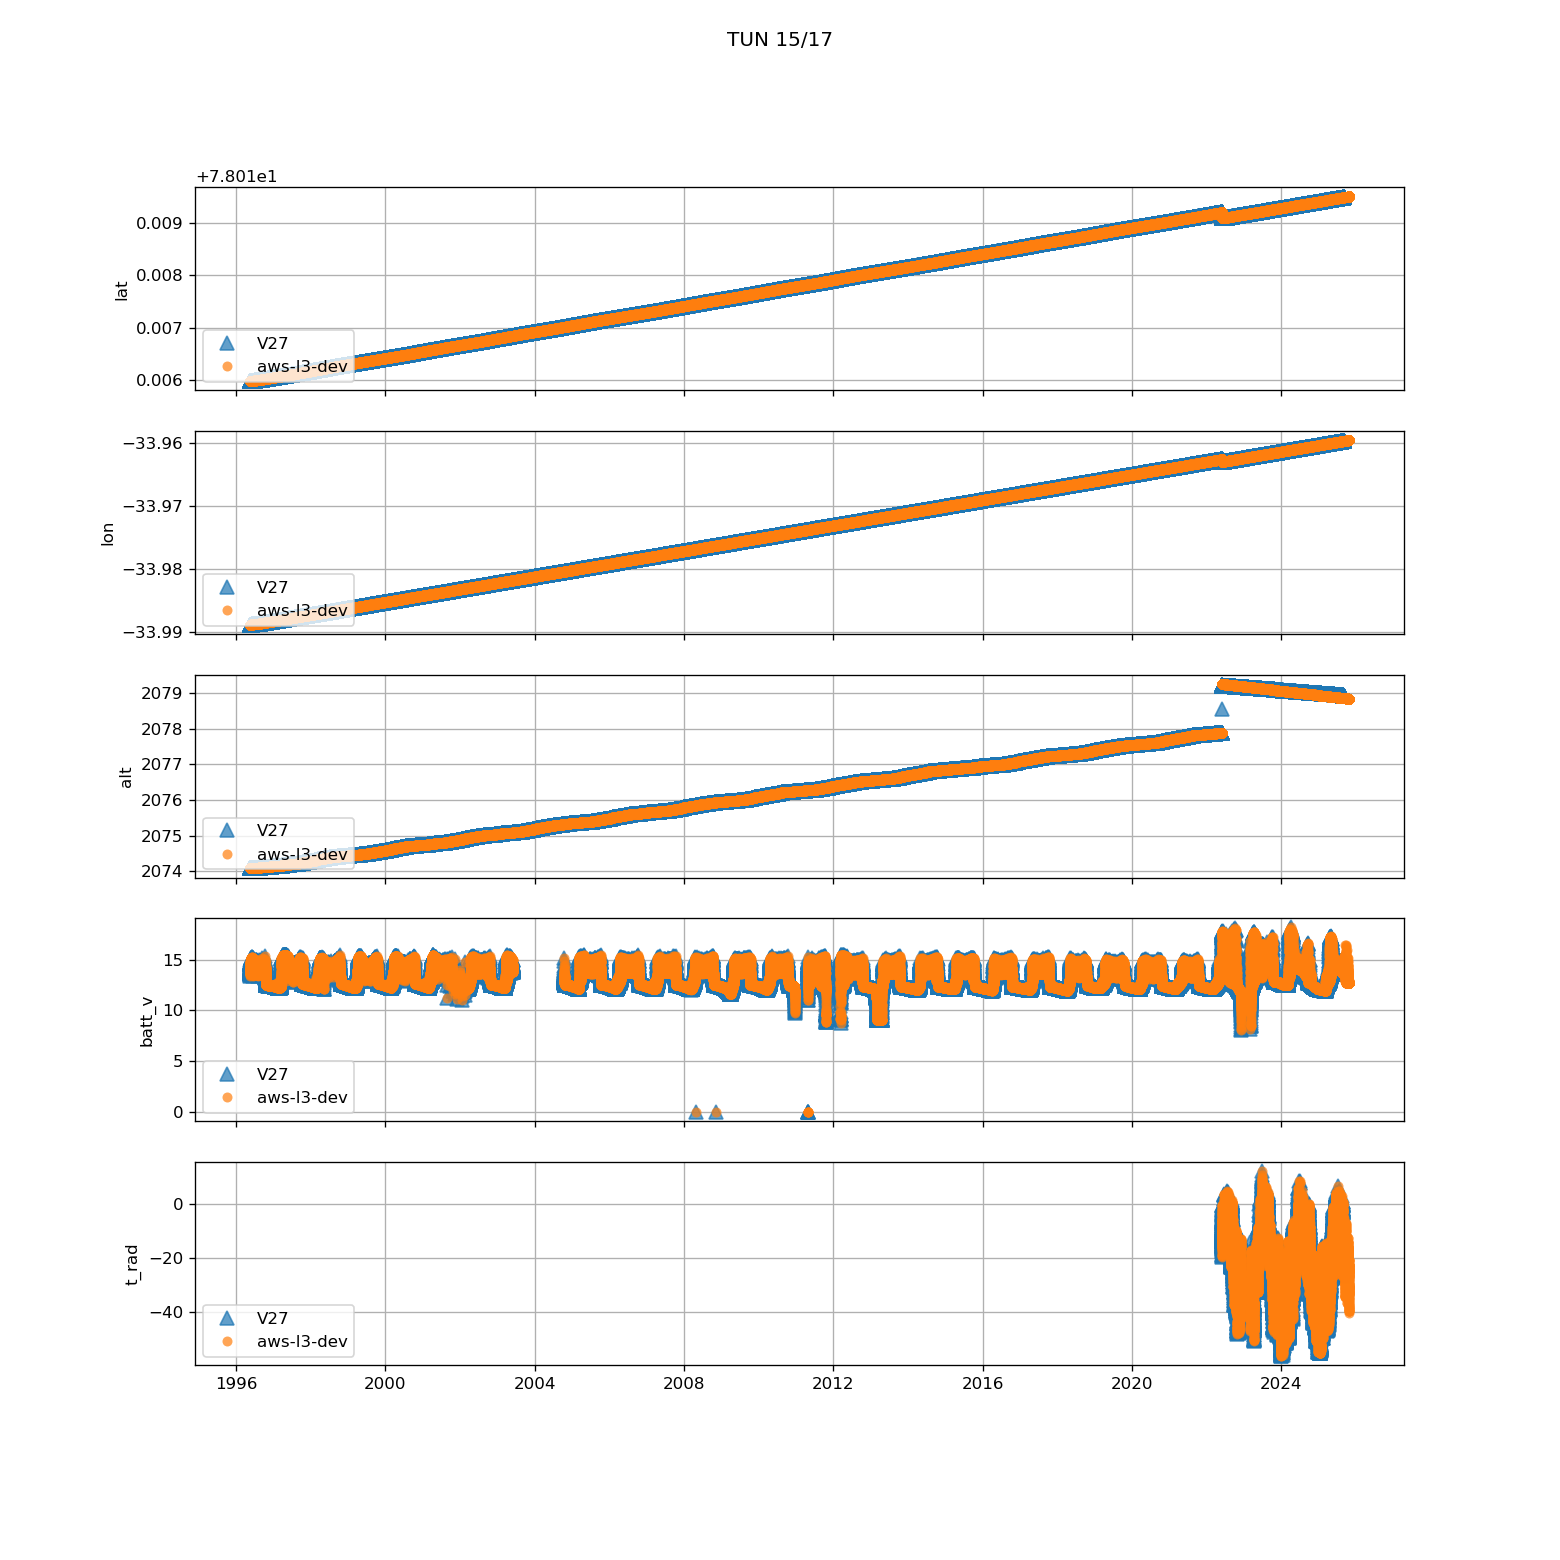 TUN 15/17
+7.801e1
0.009
0.008
0.007
0.006
lat
V27
aws-l3-dev
−33.96
−33.97
−33.98
−33.99
lon
V27
aws-l3-dev
2079
2078
2077
2076
2075
2074
alt
V27
aws-l3-dev
15
10
5
0
batt_v
V27
aws-l3-dev
0
−20
−40
t_rad
V27
aws-l3-dev
1996 2000 2004 2008 2012 2016 2020 2024